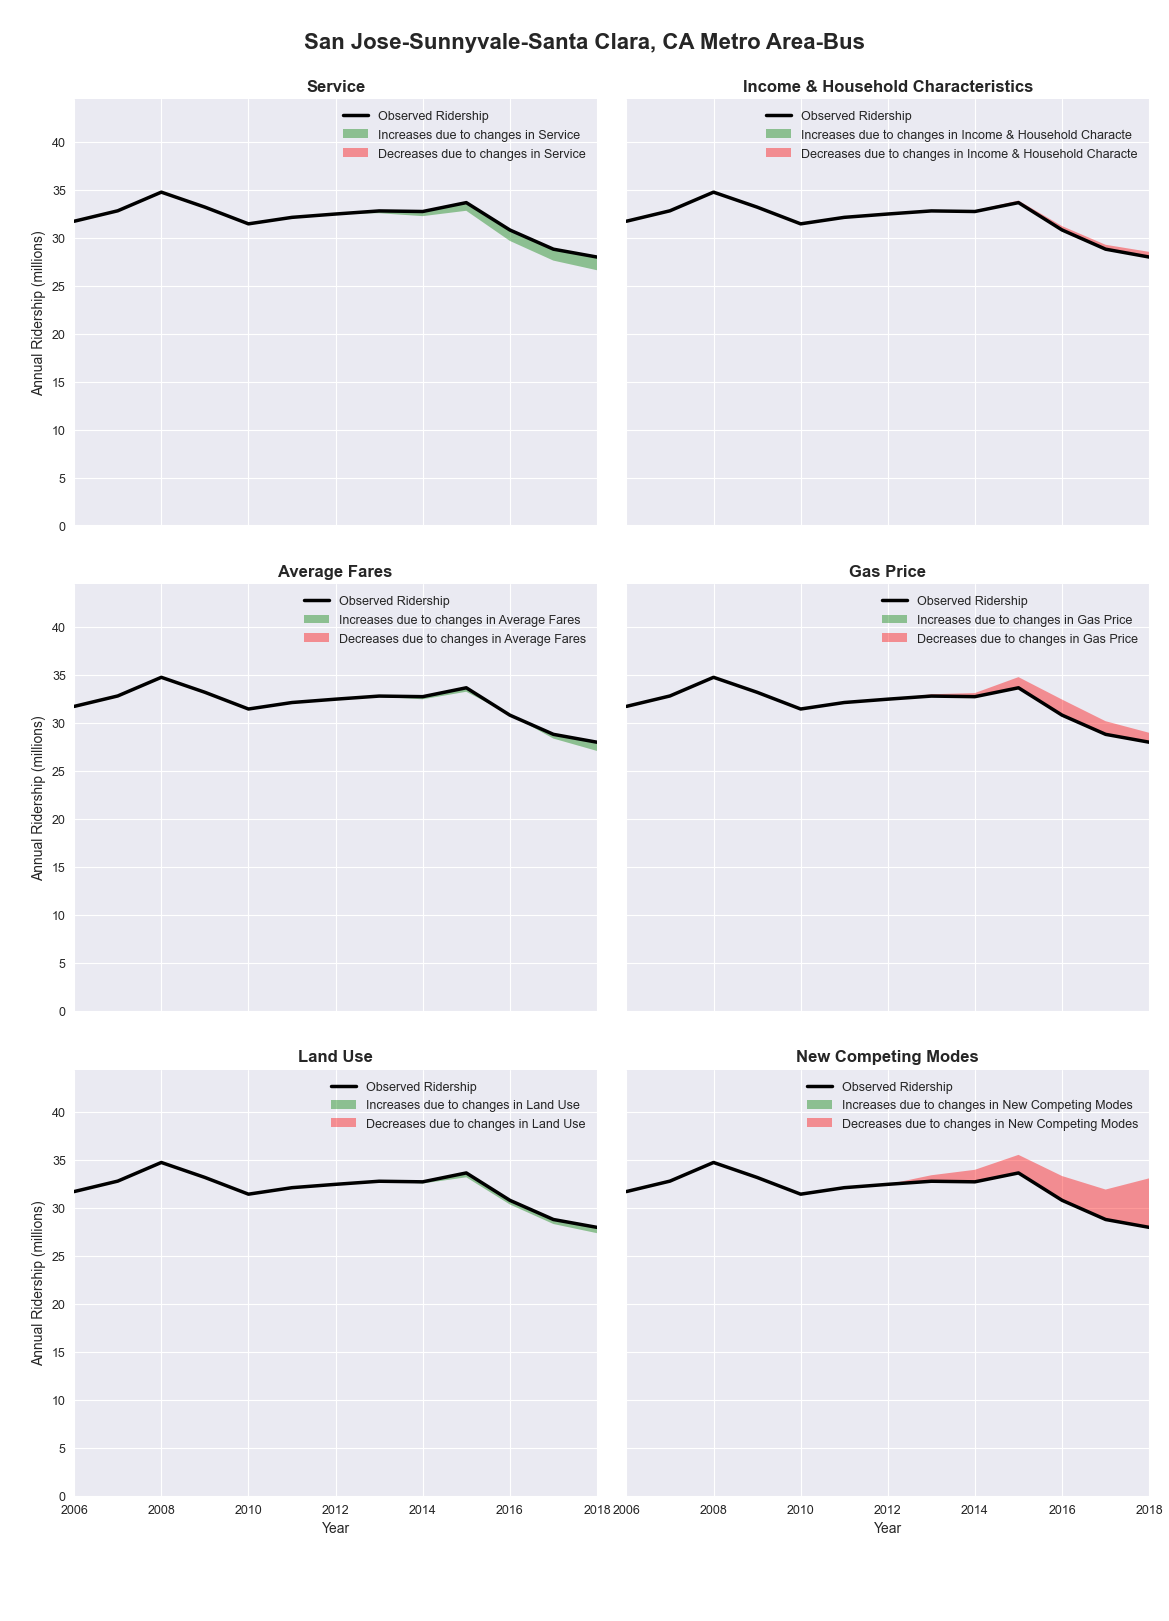 San Jose-Sunnyvale-Santa Clara, CA Metro Area-Bus
Service
Observed Ridership
Increases due to changes in Service
Decreases due to changes in Service
Annual Ridership (millions)
40
35
30
25
20
15
10
5
0
Income & Household Characteristics
Observed Ridership
Increases due to changes in Income & Household Characte
Decreases due to changes in Income & Household Characte
Average Fares
Observed Ridership
Increases due to changes in Average Fares
Decreases due to changes in Average Fares
Annual Ridership (millions)
40
35
30
25
20
15
10
5
0
Gas Price
Observed Ridership
Increases due to changes in Gas Price
Decreases due to changes in Gas Price
Land Use
Observed Ridership
Increases due to changes in Land Use
Decreases due to changes in Land Use
Annual Ridership (millions)
40
35
30
25
20
15
10
5
0
2006 2008 2010 2012 2014 2016 2018
Year
New Competing Modes
Observed Ridership
Increases due to changes in New Competing Modes
Decreases due to changes in New Competing Modes
2006 2008 2010 2012 2014 2016 2018
Year